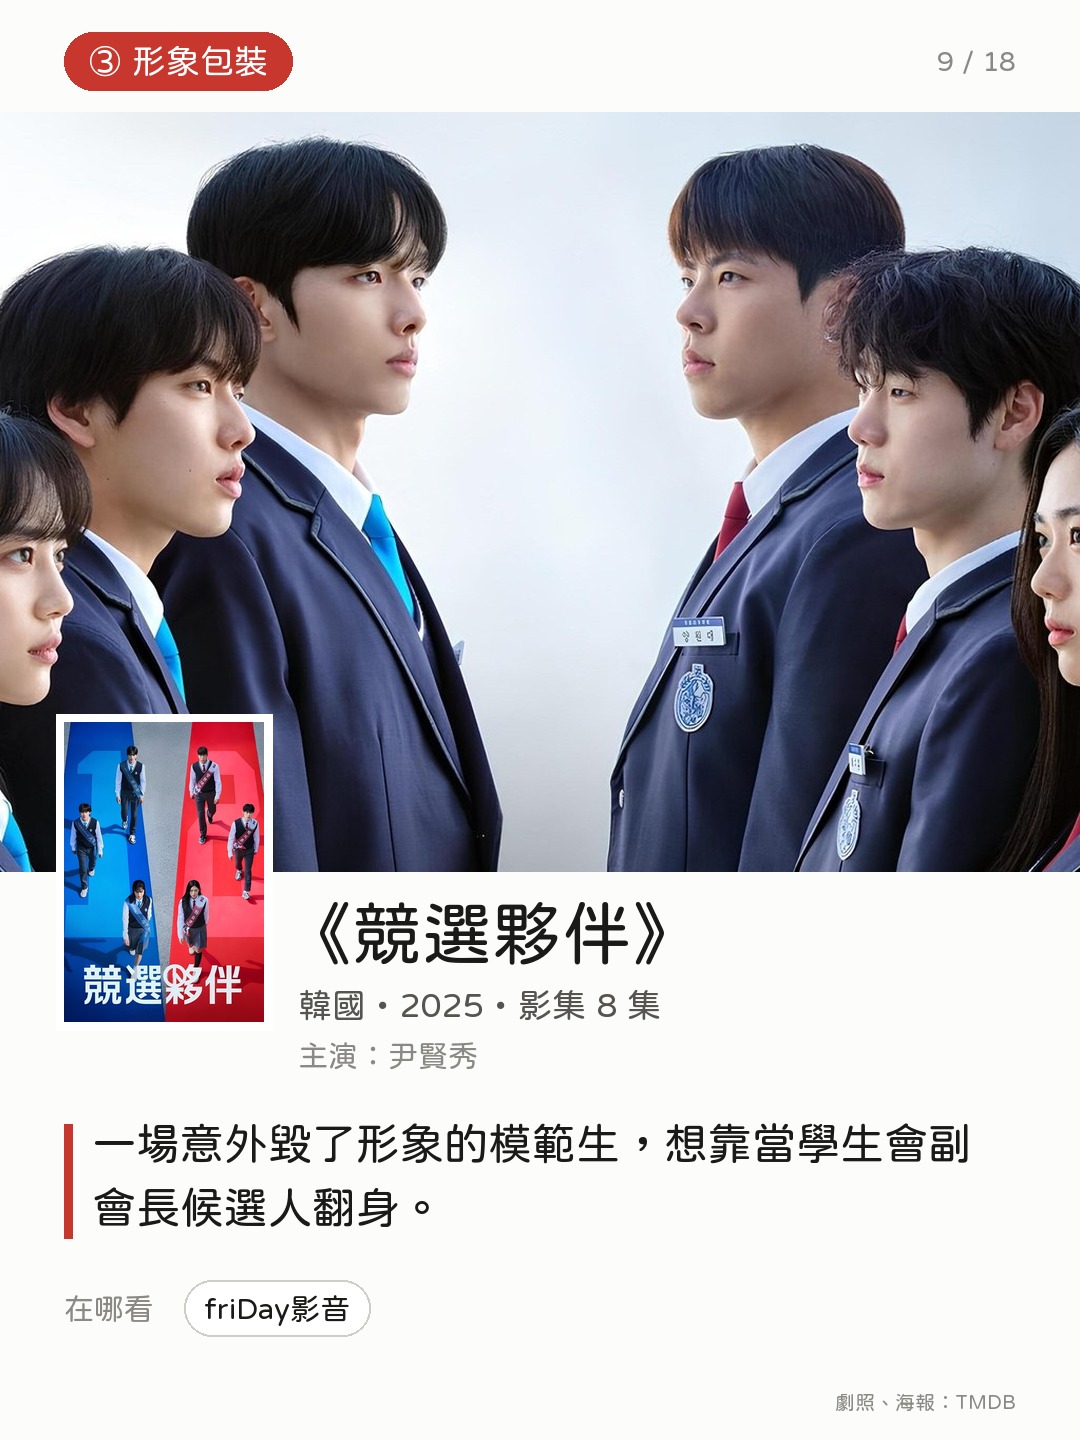 ③ 形象包裝
9 / 18
양원대
競選夥伴
《競選夥伴》
韓國・2025・影集 8 集
主演：尹賢秀
一場意外毀了形象的模範生，想靠當學生會副
會長候選人翻身。
在哪看
friDay影音
劇照、海報：TMDB